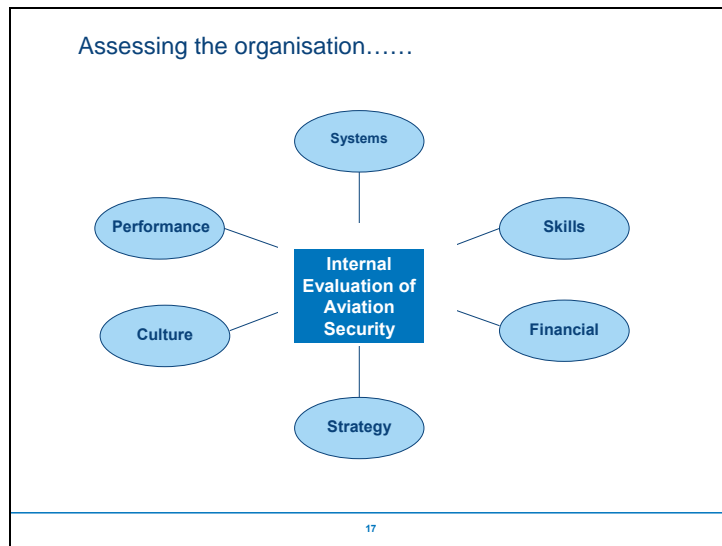 Assessing the organisation……
Systems
Performance
Skills
Internal
Evaluation of
Aviation
Security
Culture
Financial
Strategy
17